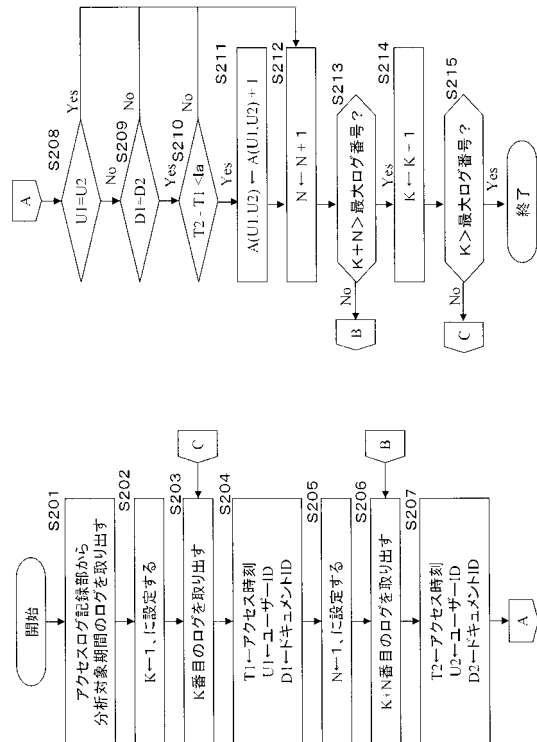 開始
S201
アクセスログ記録部から
分析対象期間のログを取り出す
S202
K←1、に設定する
S203
K番目のログを取り出す
C
S204
T1←アクセス時刻
U1←ユーザーID
D1←ドキュメントID
S205
N←1、に設定する
S206
K+N番目のログを取り出す
B
S207
T2←アクセス時刻
U2←ユーザーID
D2←ドキュメントID
A
A
S208
U1=U2
Yes
No
S209
D1=D2
No
Yes
S210
T2 - T1 <Ia
No
Yes
S211
A(U1,U2) ← A(U1,U2) + 1
S212
N ← N + 1
S213
K+N>最大ログ番号?
No
B
Yes
S214
K ← K - 1
S215
K>最大ログ番号?
No
C
Yes
終了